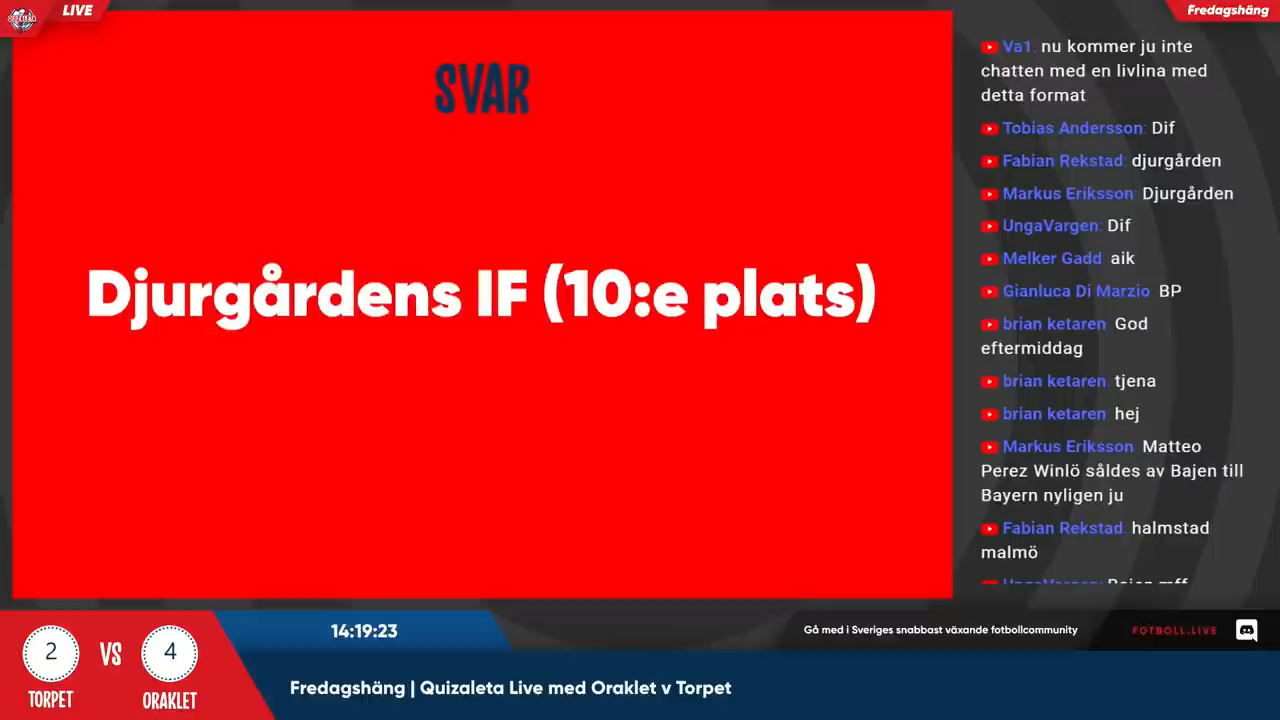 QUIZALETA
LIVE
Fredagshäng
SVAR
Djurgårdens IF (10:e plats)
Va1: nu kommer ju inte
chatten med en livlina med
detta format
Tobias Andersson: Dif
Fabian Rekstad: djurgården
Markus Eriksson: Djurgården
UngaVargen: Dif
Melker Gadd: aik
Gianluca Di Marzio: BP
brian ketaren: God
eftermiddag
brian ketaren: tjena
brian ketaren: hej
Markus Eriksson: Matteo
Perez Winlö såldes av Bajen till
Bayern nyligen ju
Fabian Rekstad: halmstad
malmö
UngaVargen: Bajen mff
14:19:23
Gå med i Sveriges snabbast växande fotbollcommunity
FOTBOLL.LIVE
2
VS
4
TORPET
ORAKLET
Fredagshäng | Quizaleta Live med Oraklet v Torpet